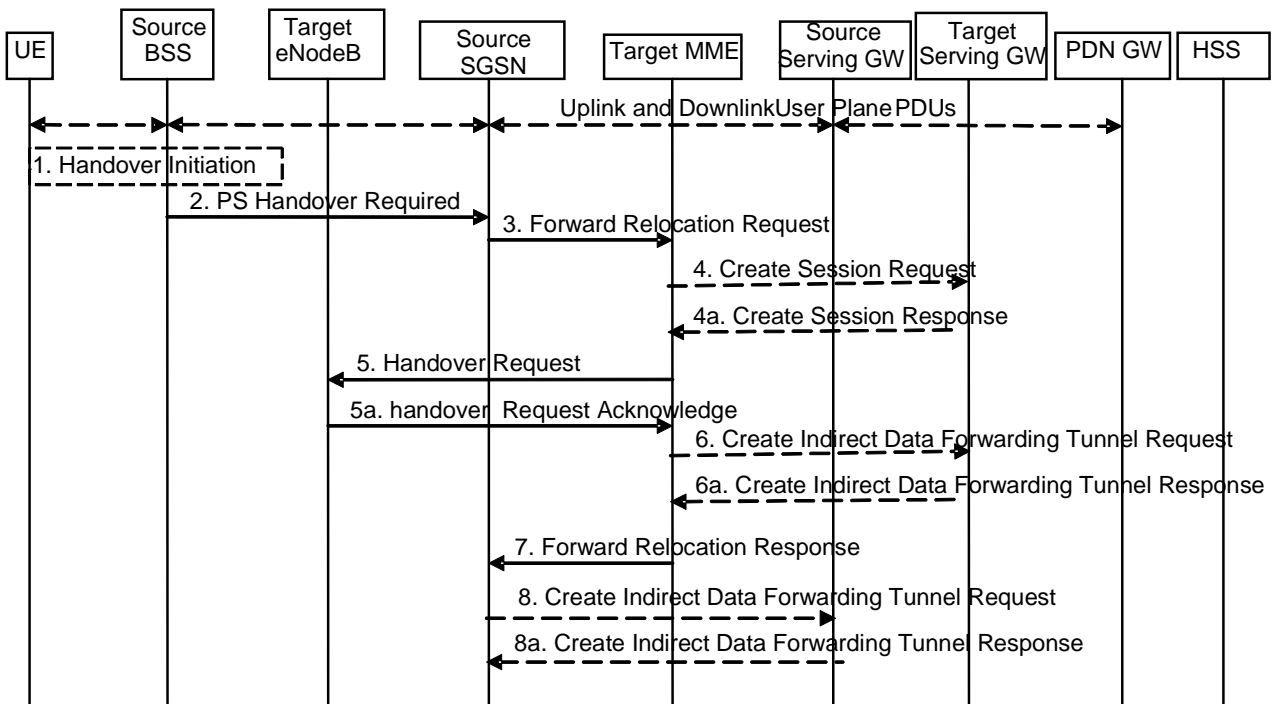 UE
Source
BSS
Target
eNodeB
Source
SGSN
Target MME
Source
Serving GW
Target
Serving GW
PDN GW
HSS
Uplink and DownlinkUser Plane PDUs
1. Handover Initiation
2. PS Handover Required
3. Forward Relocation Request
4. Create Session Request
4a. Create Session Response
5. Handover Request
5a. handover Request Acknowledge
6. Create Indirect Data Forwarding Tunnel Request
6a. Create Indirect Data Forwarding Tunnel Response
7. Forward Relocation Response
8. Create Indirect Data Forwarding Tunnel Request
8a. Create Indirect Data Forwarding Tunnel Response